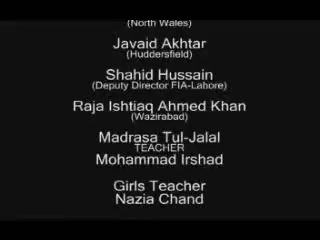 (North Wales)
Javaid Akhtar
(Huddersfield)
Shahid Hussain
(Deputy Director FIA-Lahore)
Raja Ishtiaq Ahmed Khan
(Wazirabad)
Madrasa Tul-Jalal
TEACHER
Mohammad Irshad
Girls Teacher
Nazia Chand